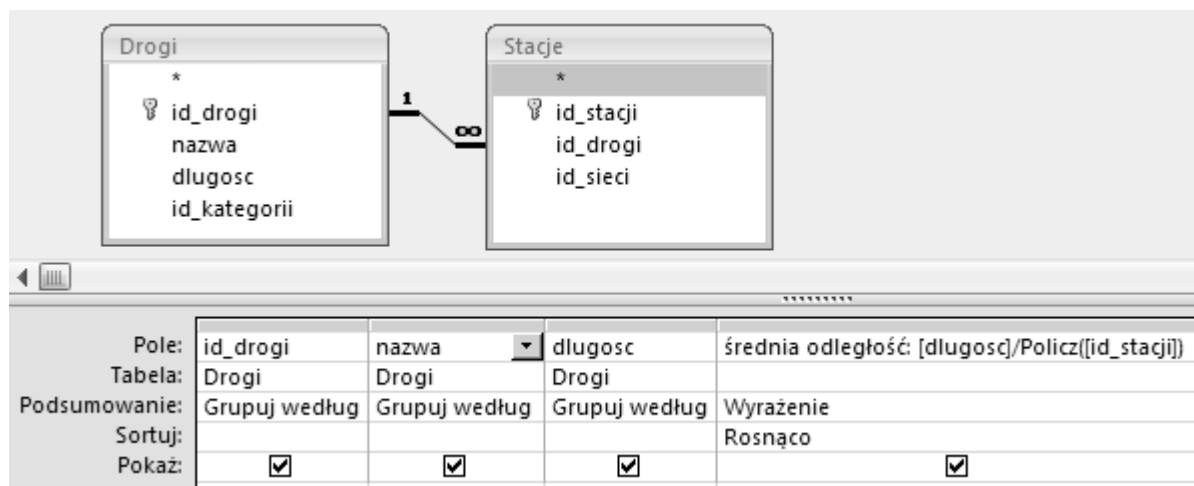 Drogi
*
id_drogi
nazwa
dlugosc
id_kategorii
1
∞
Stacje
*
id_stacji
id_drogi
id_sieci
Pole: id_drogi nazwa dlugosc średnia odległość: [dlugosc]/Policz([id_stacji])
Tabela: Drogi Drogi Drogi
Podsumowanie: Grupuj według Grupuj według Grupuj według Wyrażenie
Sortuj: Rosnąco
Pokaż: